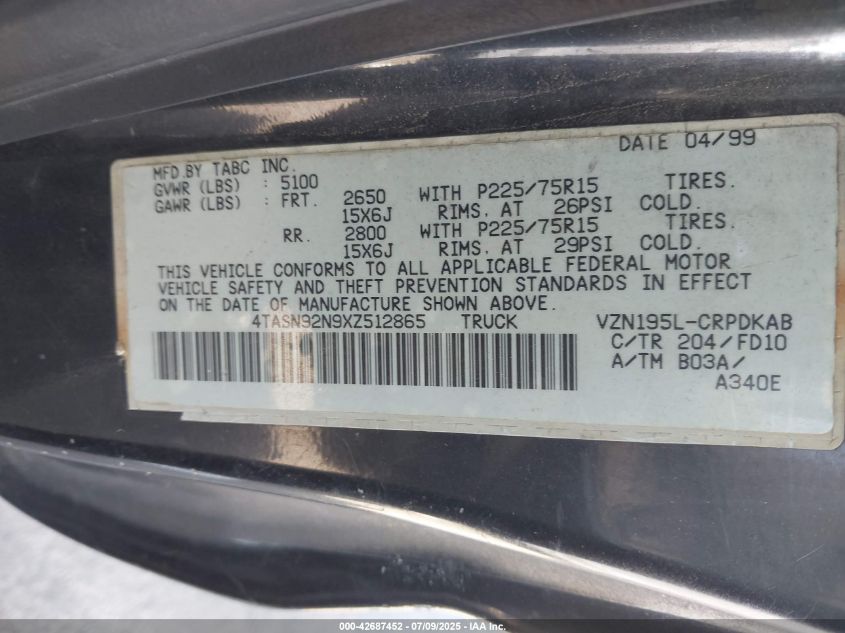 DATE 04/99
MFD.BY TABC INC.
GVWR (LBS) : 5100
GAWR (LBS) : FRT. 2650 WITH P225/75R15 TIRES.
15X6J RIMS, AT 26PSI COLD.
RR. 2800 WITH P225/75R15 TIRES.
15X6J RIMS, AT 29PSI COLD.
THIS VEHICLE CONFORMS TO ALL APPLICABLE FEDERAL MOTOR
VEHICLE SAFETY AND THEFT PREVENTION STANDARDS IN EFFECT
ON THE DATE OF MANUFACTURE SHOWN ABOVE.
4TASN92N9XZ512865 TRUCK VZN195L-CRPDKAB
C/TR 204/FD10
A/TM B03A/
A340E
000-42687452 - 07/09/2025 - IAA Inc.